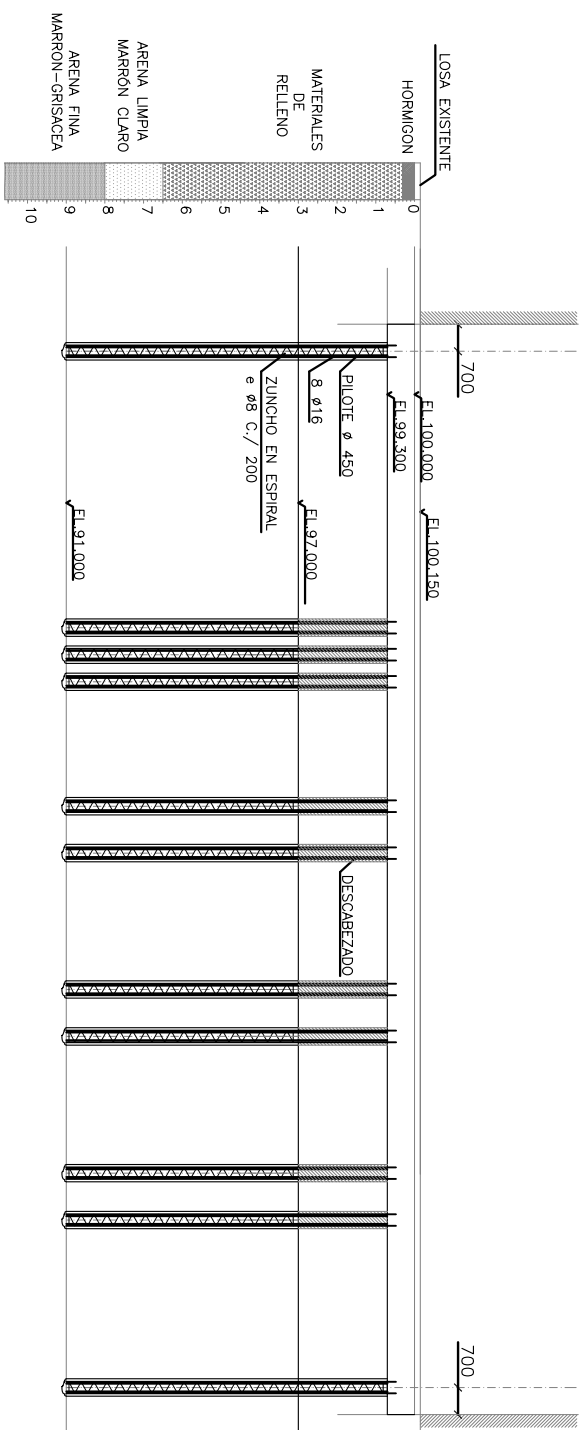 LOSA EXISTENTE
HORMIGON
MATERIALES
DE
RELLENO
ARENA LIMPIA
MARRÓN CLARO
ARENA FINA
MARRON-GRISACEA
0
1
2
3
4
6
7
8
9
10
700
EL.100.150
EL.100.000
EL.99.300
PILOTE ø 450
8 ø16
ZUNCHO EN ESPIRAL
e ø8 C./ 200
EL.97.000
EL.91.000
DESCABEZADO
700